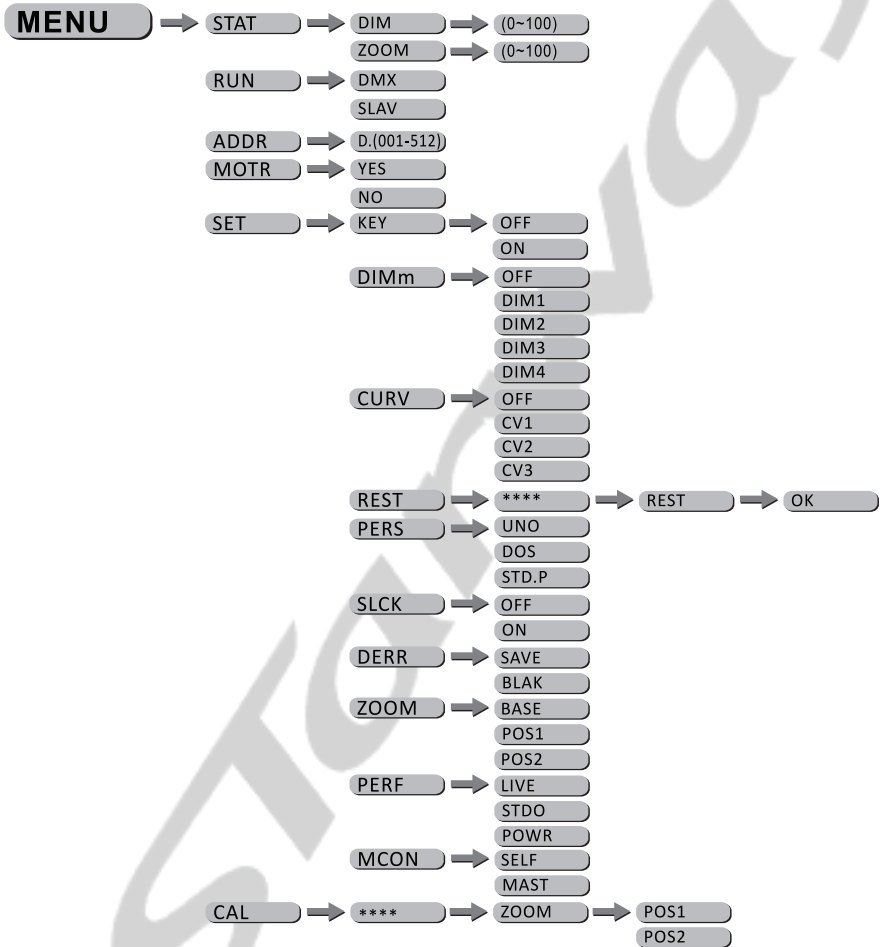 MENU STAT DIM (0~100)
ZOOM (0~100)
RUN DMX
SLAV
ADDR D.(001-512)
MOTR YES
NO
SET KEY OFF
ON
DIMm OFF
DIM1
DIM2
DIM3
DIM4
CURV OFF
CV1
CV2
CV3
REST **** REST OK
PERS UNO
DOS
STD.P
SLCK OFF
ON
DERR SAVE
BLAK
ZOOM BASE
POS1
POS2
PERF LIVE
STDO
POWR
MCON SELF
MAST
CAL **** ZOOM POS1
POS2